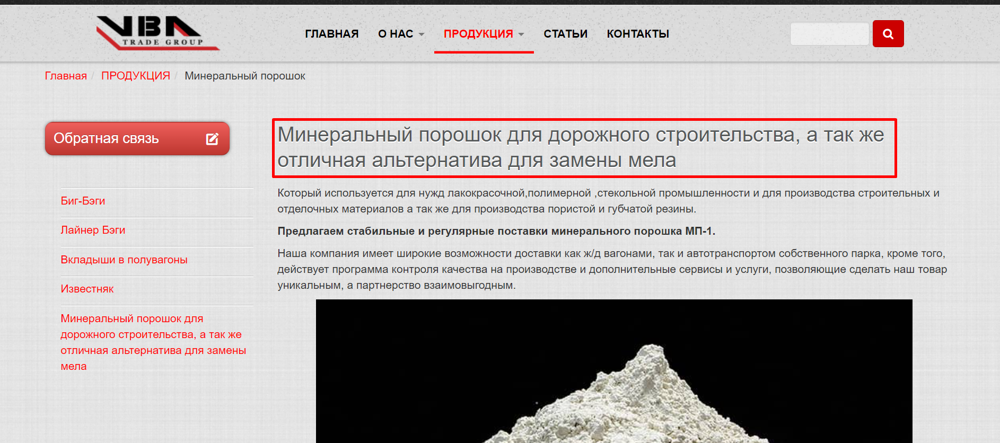 VBA
TRADE GROUP
ГЛАВНАЯ
О НАС
ПРОДУКЦИЯ
СТАТЬИ
КОНТАКТЫ
Главная / ПРОДУКЦИЯ / Минеральный порошок
Обратная связь
Биг-Бэги
Лайнер Бэги
Вкладыши в полувагоны
Известняк
Минеральный порошок для
дорожного строительства, а так же
отличная альтернатива для замены
мела
Минеральный порошок для дорожного строительства, а так же
отличная альтернатива для замены мела
Который используется для нужд лакокрасочной,полимерной ,стекольной промышленности и для производства строительных и
отделочных материалов а так же для производства пористой и губчатой резины.
Предлагаем стабильные и регулярные поставки минерального порошка МП-1.
Наша компания имеет широкие возможности доставки как ж/д вагонами, так и автотранспортом собственного парка, кроме того,
действует программа контроля качества на производстве и дополнительные сервисы и услуги, позволяющие сделать наш товар
уникальным, а партнерство взаимовыгодным.